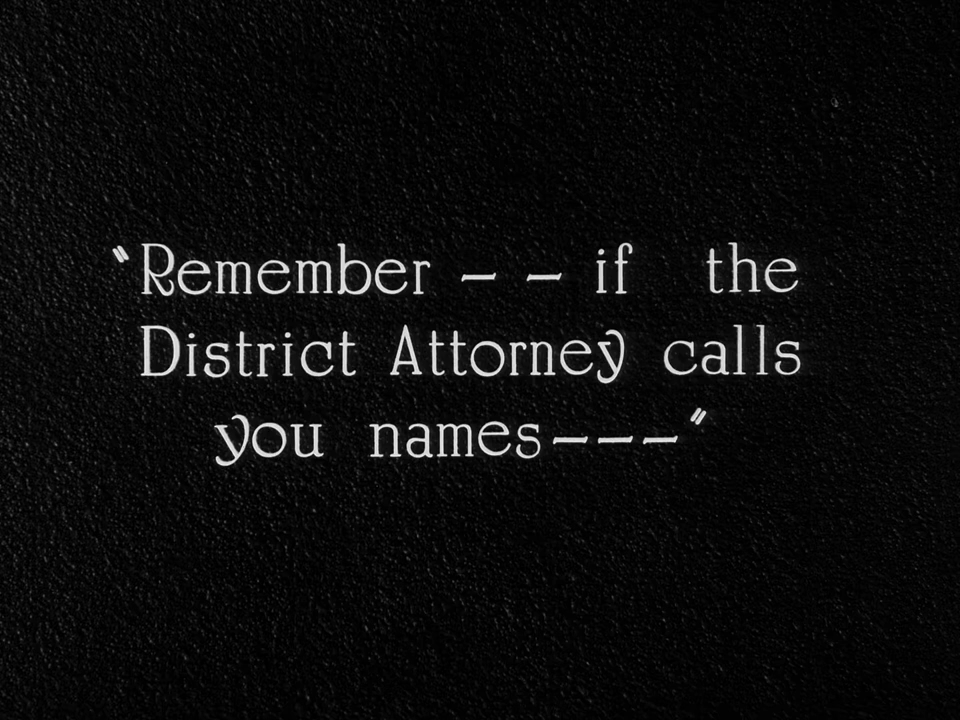 "Remember — — if the
District Attorney calls
you names — — —"